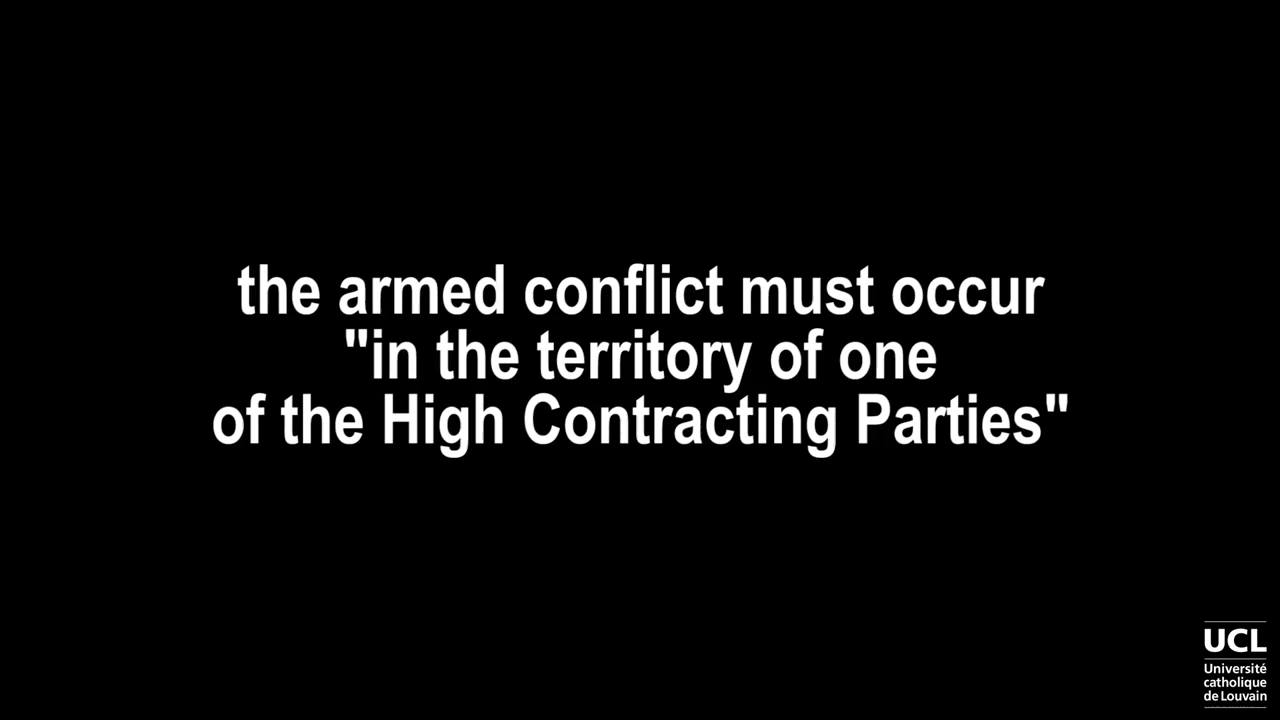 the armed conflict must occur
"in the territory of one
of the High Contracting Parties"
UCL
Université
catholique
de Louvain